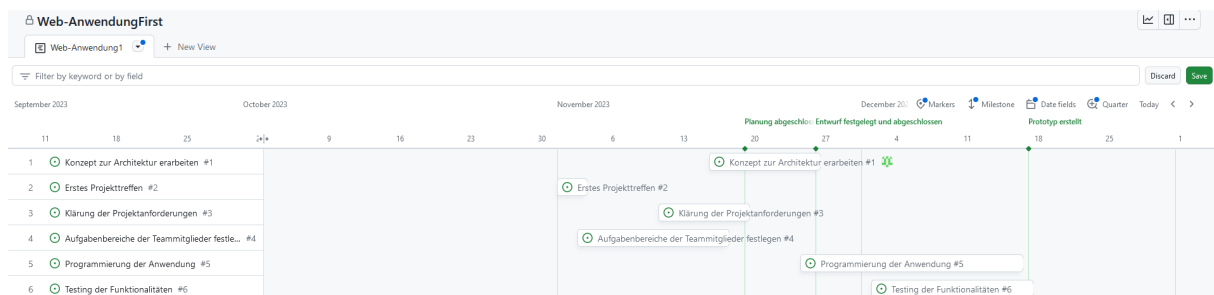 Web-AnwendungFirst
Web-Anwendung1 + New View
Filter by keyword or by field Discard Save
September 2023 October 2023 November 2023 December 202 Markers Milestone Date fields Quarter Today
Planung abgeschlo: Entwurf festgelegt und abgeschlossen Prototyp erstellt
11 18 25 9 16 23 30 6 13 20 27 4 11 18 25 1
1 Konzept zur Architektur erarbeiten #1 Konzept zur Architektur erarbeiten #1
2 Erstes Projekttreffen #2 Erstes Projekttreffen #2
3 Klärung der Projektanforderungen #3 Klärung der Projektanforderungen #3
4 Aufgabenbereiche der Teammitglieder festle... #4 Aufgabenbereiche der Teammitglieder festlegen #4
5 Programmierung der Anwendung #5 Programmierung der Anwendung #5
6 Testing der Funktionalitäten #6 Testing der Funktionalitäten #6